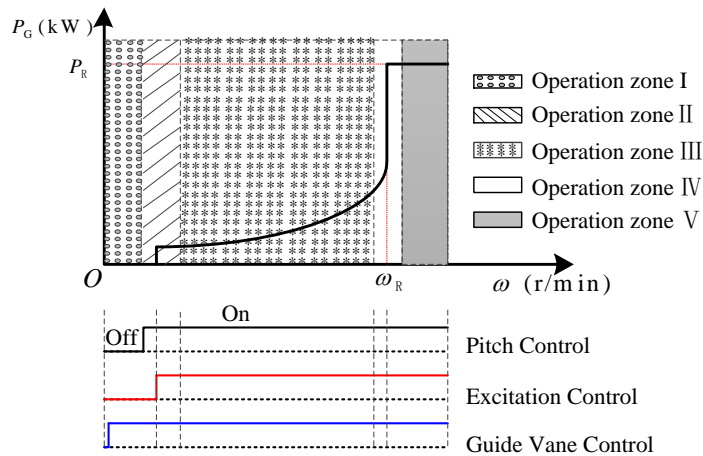 P_G (kW)
P_R
Operation zone I
Operation zone Ⅱ
Operation zone Ⅲ
Operation zone Ⅳ
Operation zone Ⅴ
O
ω_R
ω (r/min)
On
Off
Pitch Control
Excitation Control
Guide Vane Control